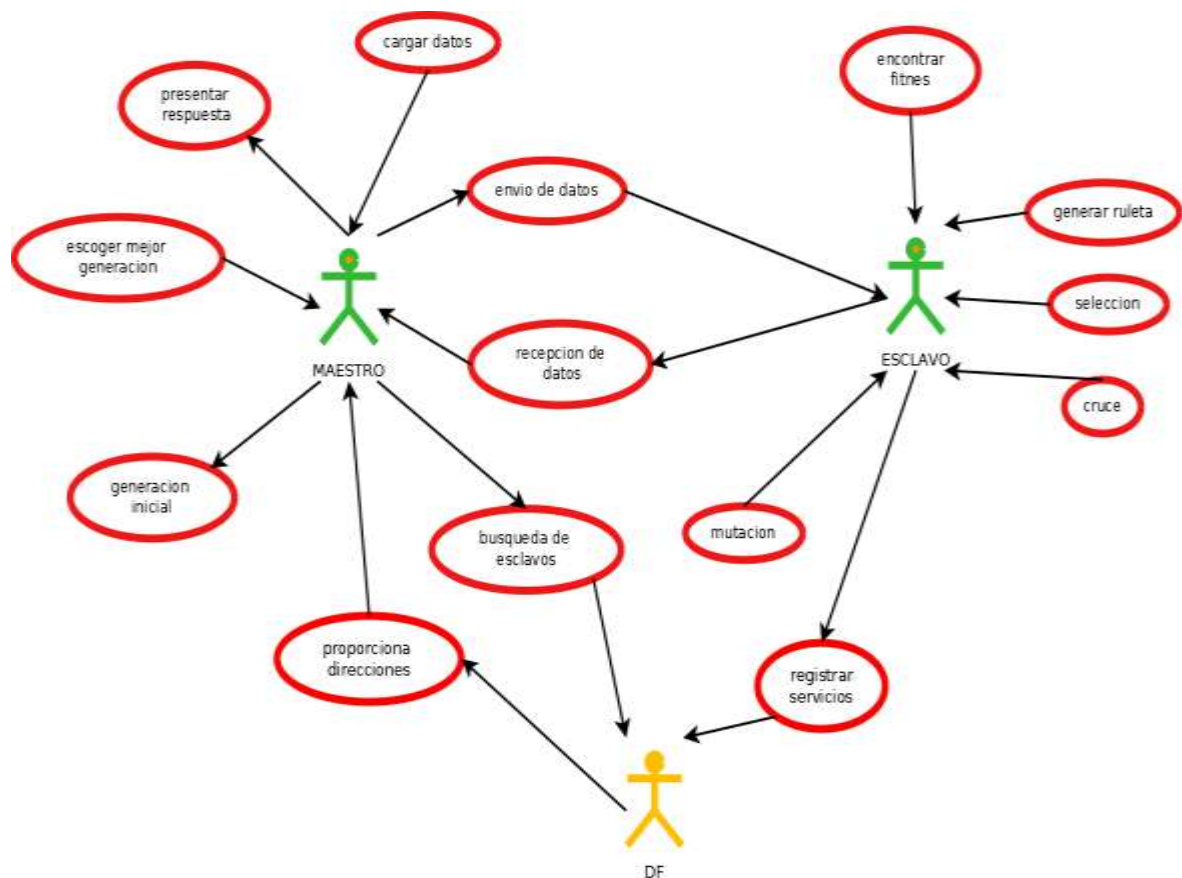 cargar datos
encontrar
fitnes
presentar
respuesta
envio de datos
generar ruleta
escoger mejor
generacion
seleccion
recepcion de
datos
MAESTRO
ESCLAVO
cruce
generacion
inicial
busqueda de
esclavos
mutacion
proporciona
direcciones
registrar
servicios
DF